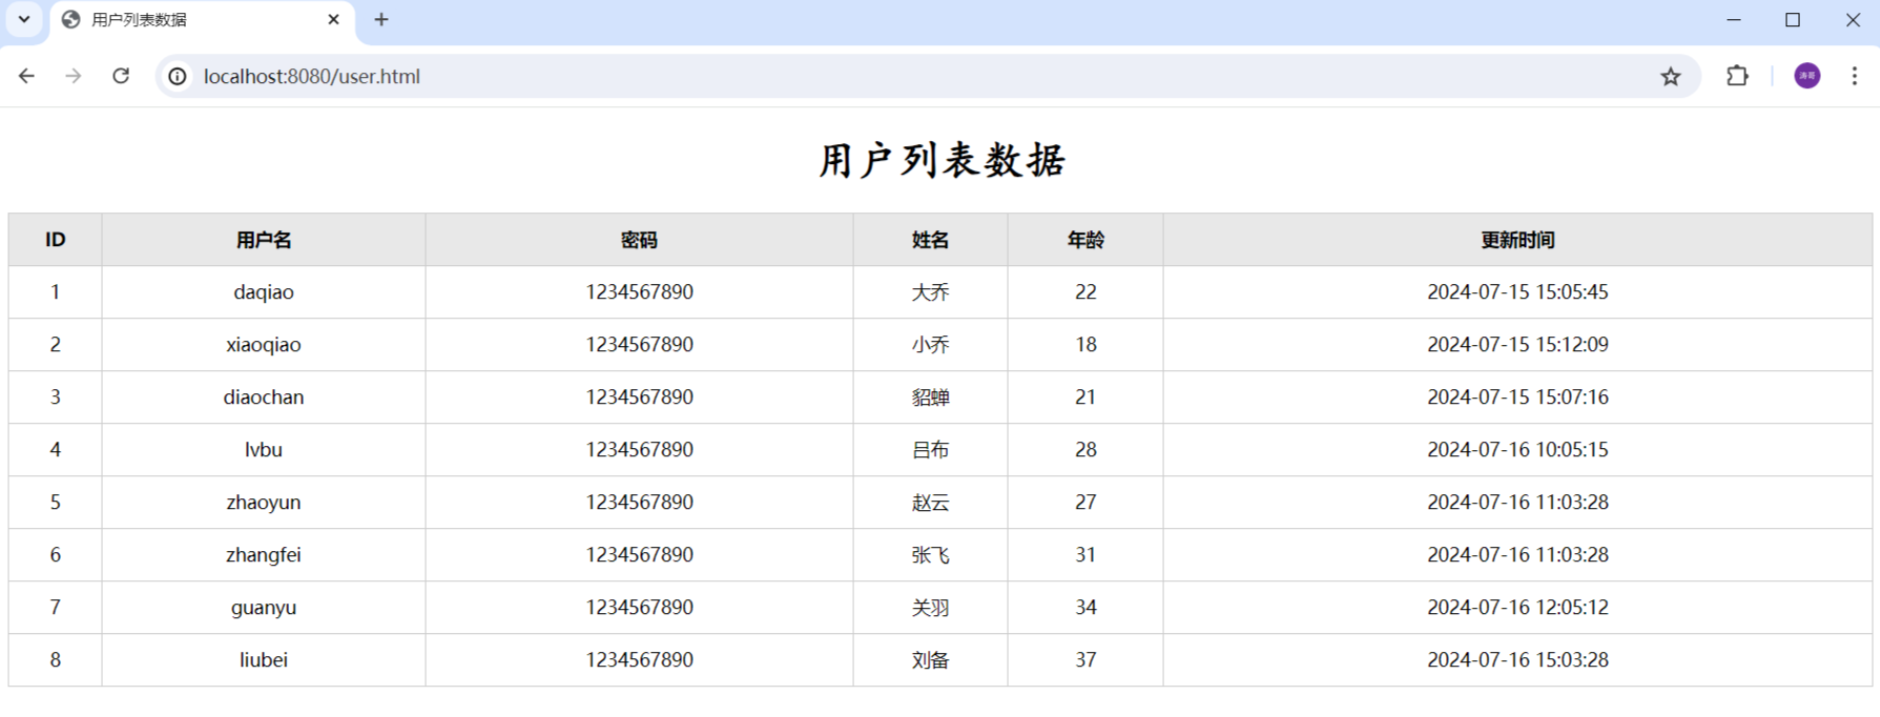 用户列表数据
localhost:8080/user.html
用户列表数据
ID 用户名 密码 姓名 年龄 更新时间
1 daqiao 1234567890 大乔 22 2024-07-15 15:05:45
2 xiaoqiao 1234567890 小乔 18 2024-07-15 15:12:09
3 diaochan 1234567890 貂蝉 21 2024-07-15 15:07:16
4 lvbu 1234567890 吕布 28 2024-07-16 10:05:15
5 zhaoyun 1234567890 赵云 27 2024-07-16 11:03:28
6 zhangfei 1234567890 张飞 31 2024-07-16 11:03:28
7 guanyu 1234567890 关羽 34 2024-07-16 12:05:12
8 liubei 1234567890 刘备 37 2024-07-16 15:03:28